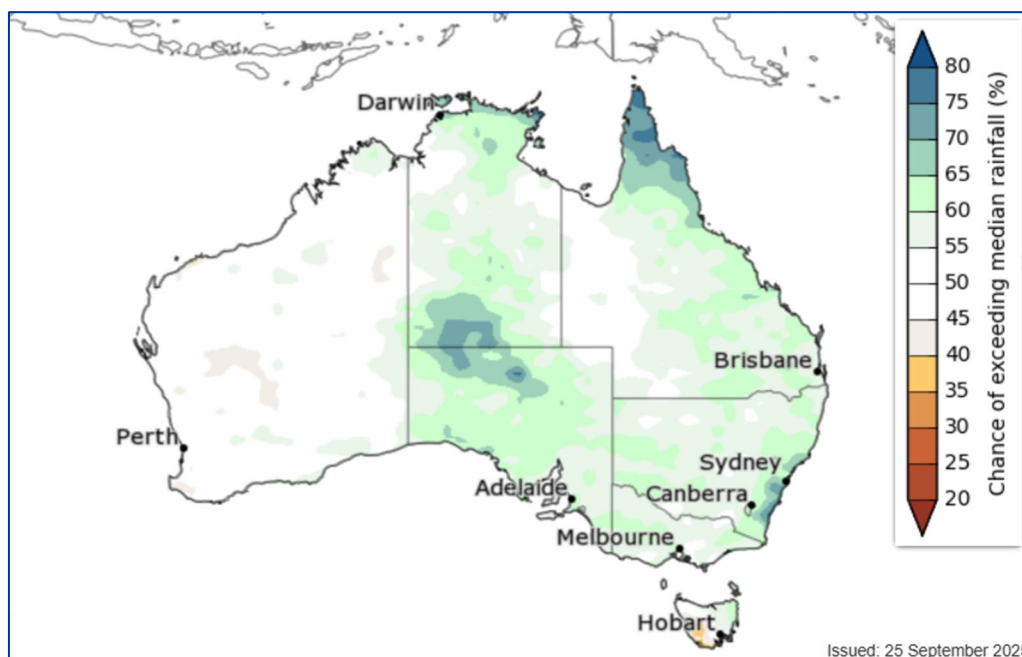 Darwin
Brisbane
Perth
Sydney
Adelaide
Canberra
Melbourne
Hobart
80
75
70
65
60
55
50
45
40
35
30
25
20
Chance of exceeding median rainfall (%)
Issued: 25 September 2025